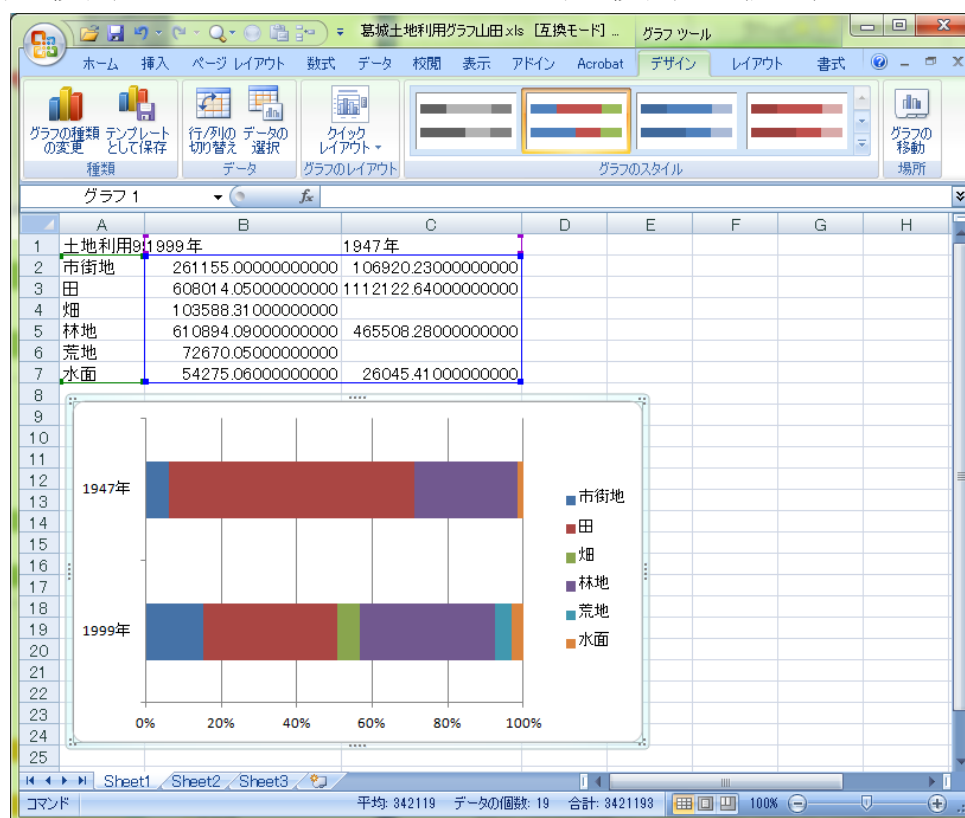 葛城土地利用グラフ山田.xls [互換モード] ... グラフ ツール
ホーム 挿入 ページ レイアウト 数式 データ 校閲 表示 アドイン Acrobat デザイン レイアウト 書式
グラフの種類の変更 テンプレートとして保存 行/列の切り替え データの選択 クイックレイアウト グラフの移動
種類 データ グラフのレイアウト グラフのスタイル 場所
グラフ 1 fx
A B C D E F G H
1 土地利用9 1999年 1947年
2 市街地 261155.00000000000 106920.23000000000
3 田 608014.05000000000 1112122.64000000000
4 畑 103588.31000000000
5 林地 610894.09000000000 465508.28000000000
6 荒地 72670.05000000000
7 水面 54275.06000000000 26045.41000000000
8
9
10
11
12
13
14
15
16
17
18
19
20
21
22
23
24
25
1947年
1999年
0% 20% 40% 60% 80% 100%
市街地
田
畑
林地
荒地
水面
Sheet1 Sheet2 Sheet3
コマンド 平均: 342119 データの個数: 19 合計: 3421193 100%